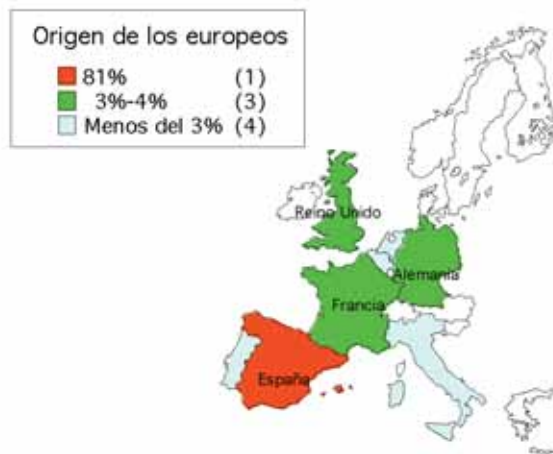 Origen de los europeos
81% (1)
3%-4% (3)
Menos del 3% (4)
Reino Unido
Alemania
Francia
España